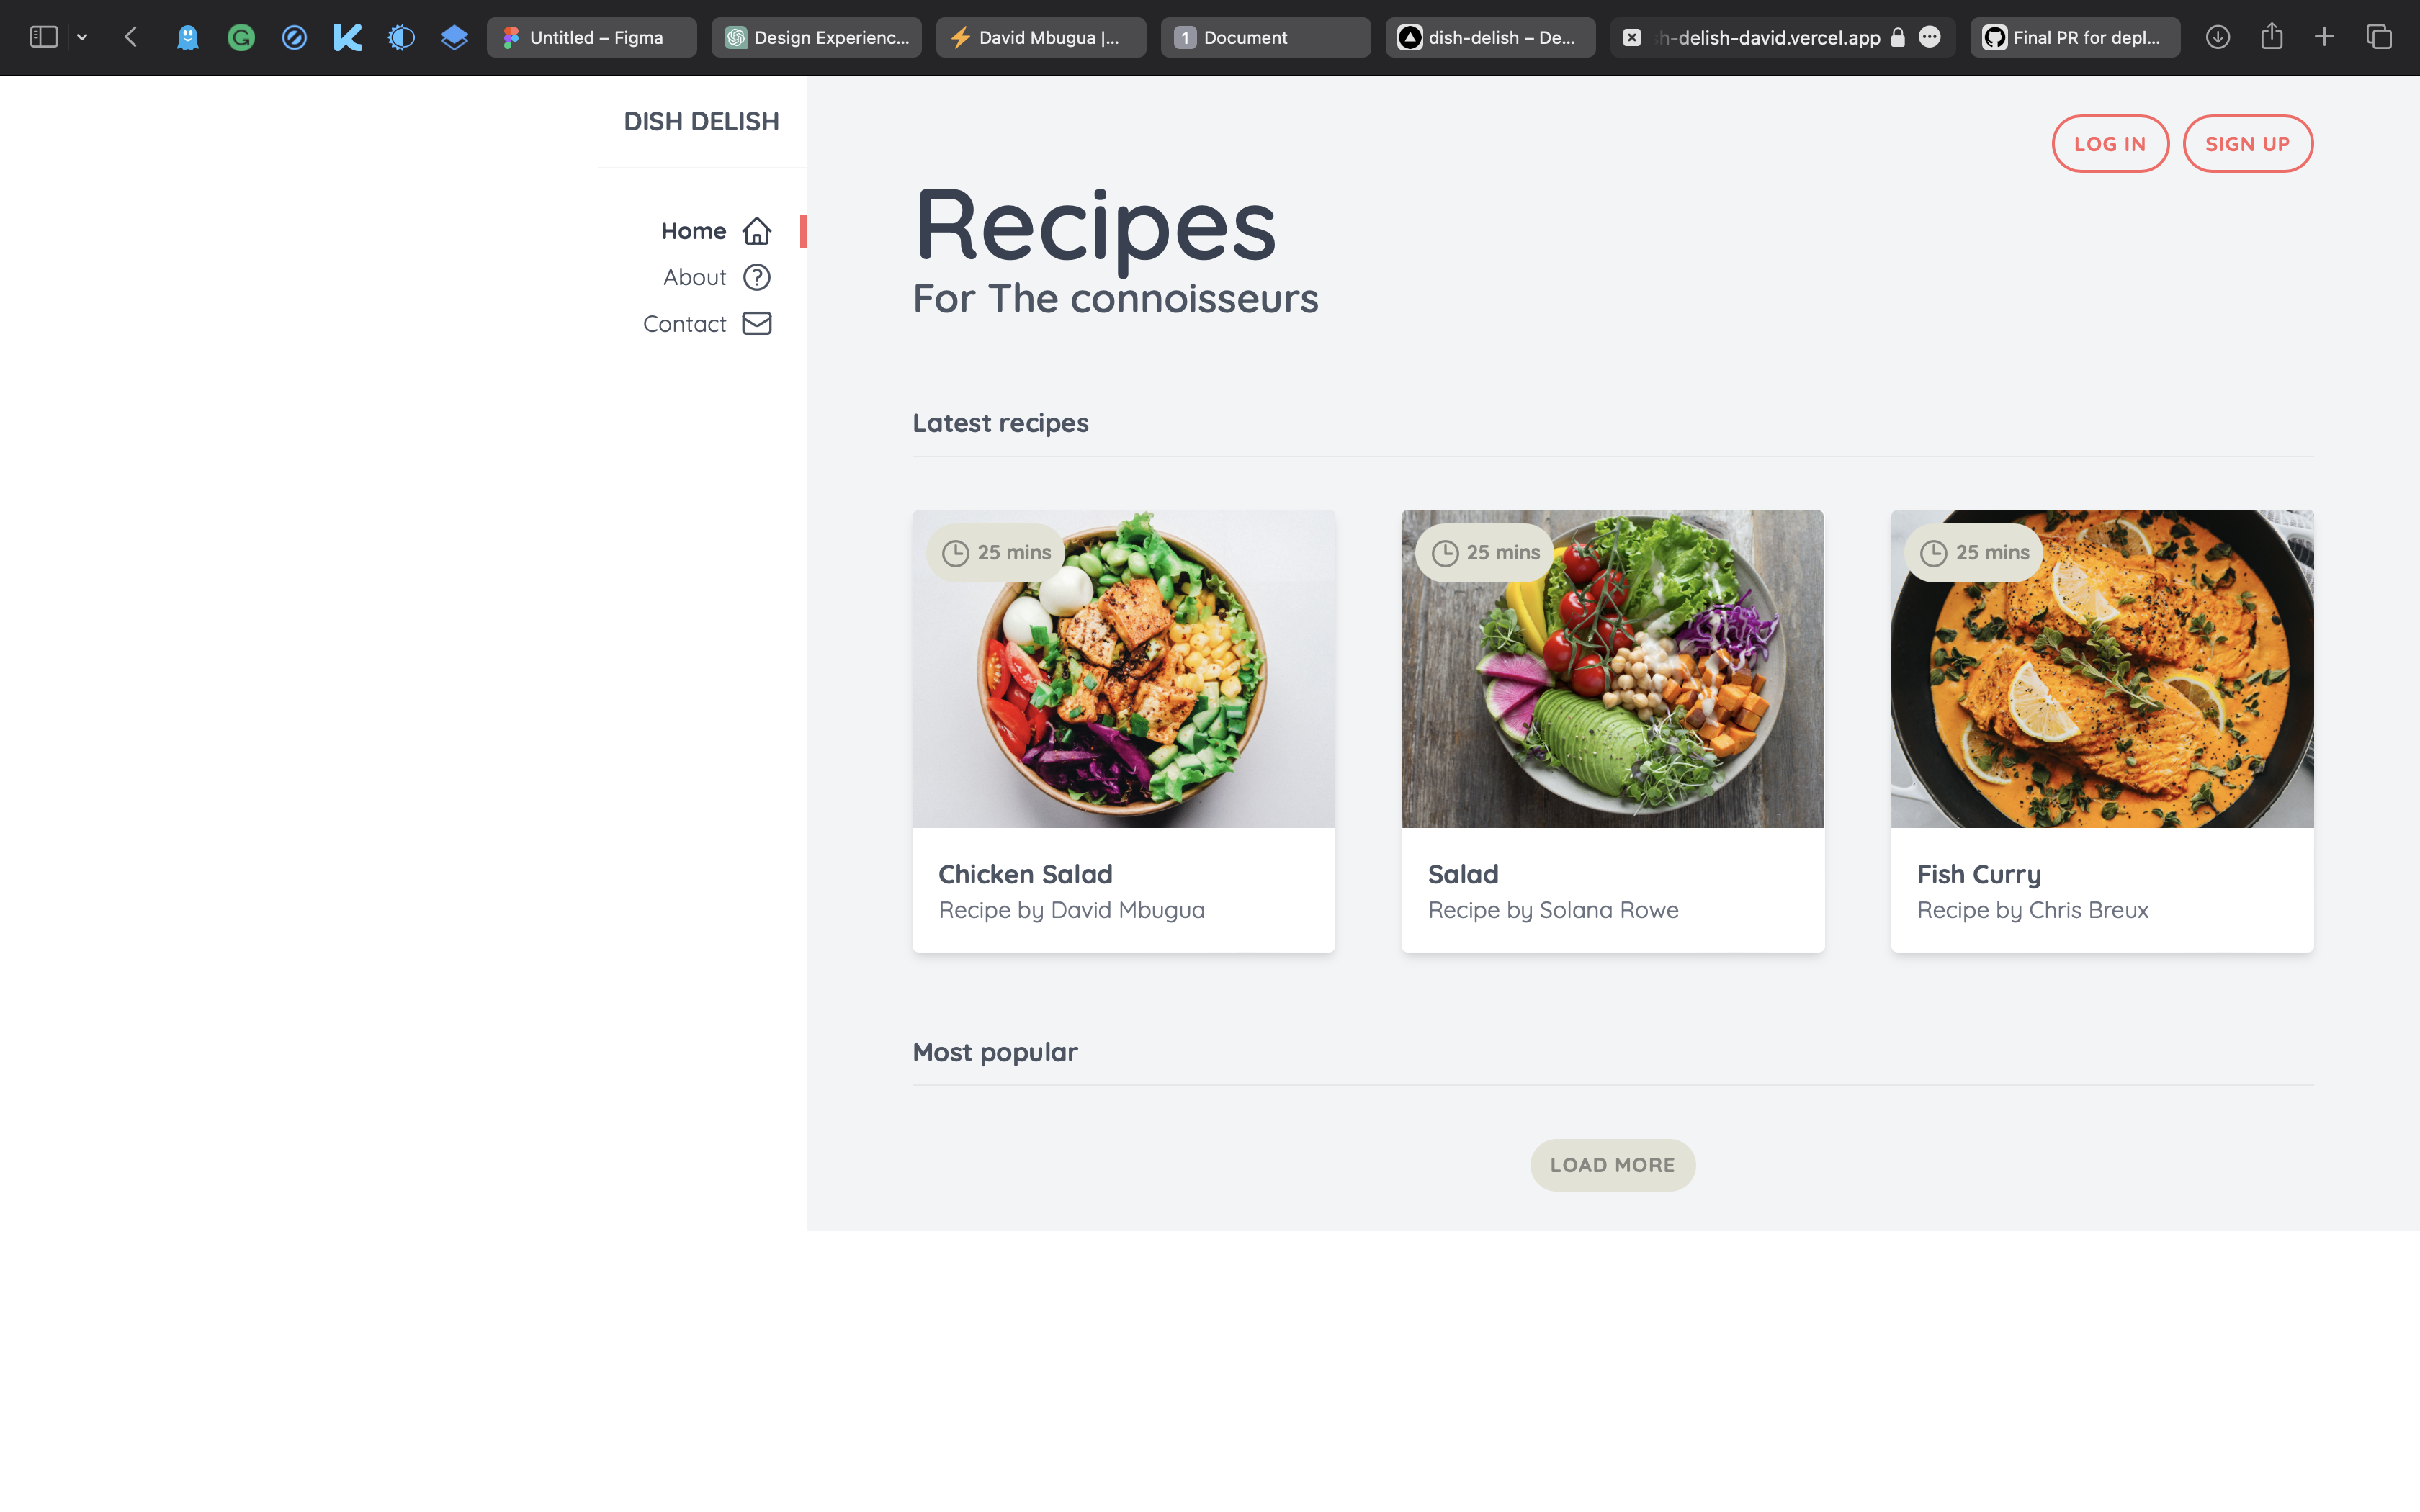 Untitled – Figma
Design Experienc...
David Mbugua |...
1 Document
dish-delish – De...
h-delish-david.vercel.app
Final PR for depl...
DISH DELISH
LOG IN
SIGN UP
Home
About
Contact
Recipes
For The connoisseurs
Latest recipes
25 mins
25 mins
25 mins
Chicken Salad
Recipe by David Mbugua
Salad
Recipe by Solana Rowe
Fish Curry
Recipe by Chris Breux
Most popular
LOAD MORE